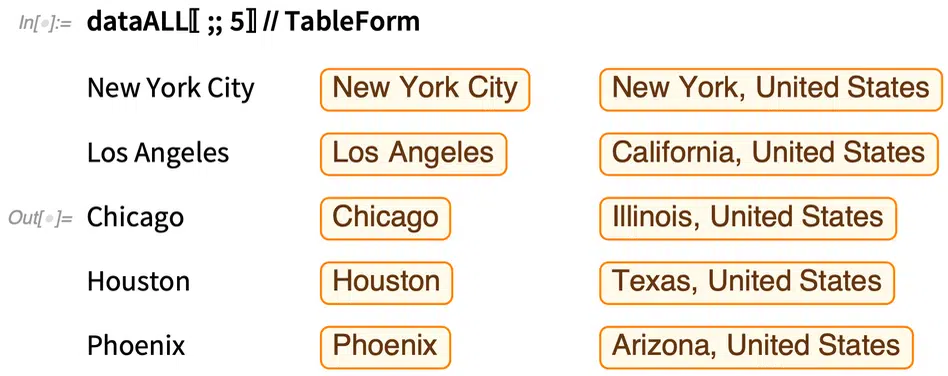 In[•]:= dataALL〚 ;; 5〛 // TableForm
New York City New York City New York, United States
Los Angeles Los Angeles California, United States
Out[•]= Chicago Chicago Illinois, United States
Houston Houston Texas, United States
Phoenix Phoenix Arizona, United States